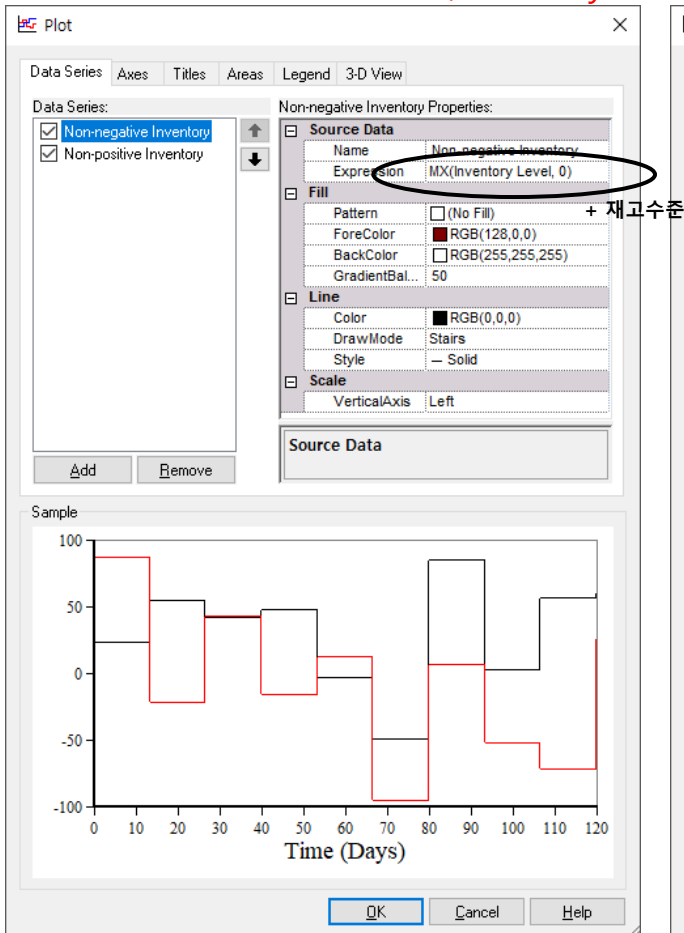 Plot
Data Series Axes Titles Areas Legend 3-D View
Data Series:
Non-negative Inventory
Non-positive Inventory
Add Remove
Non-negative Inventory Properties:
Source Data
Name Non-negative Inventory
Expression MX(Inventory Level, 0)
+ 재고수준
Fill
Pattern (No Fill)
ForeColor RGB(128,0,0)
BackColor RGB(255,255,255)
GradientBal... 50
Line
Color RGB(0,0,0)
DrawMode Stairs
Style Solid
Scale
VerticalAxis Left
Source Data
Sample
100
50
0
-50
-100
0 10 20 30 40 50 60 70 80 90 100 110 120
Time (Days)
OK Cancel Help